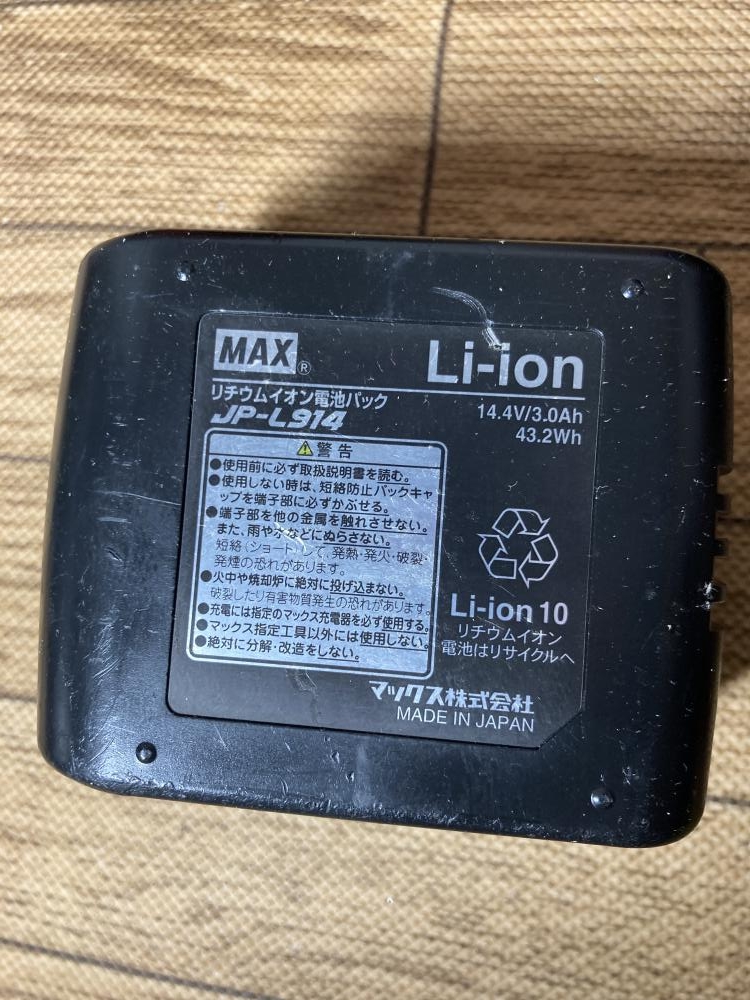 MAX®
Li-ion
リチウムイオン電池パック
14.4V/3.0Ah
JP-L914
43.2Wh
警告
●使用前に必ず取扱説明書を読む。
●使用しない時は、短絡防止パックキャ
ップを端子部に必ずかぶせる。
●端子部を他の金属を触れさせない。
また、雨や水などにぬらさない。
短絡（ショート）して、発熱・発火・破裂・
発煙の恐れがあります。
●火中や焼却炉に絶対に投げ込まない。
破裂したり有害物質発生の恐れがあります。
●充電には指定のマックス充電器を必ず使用する。
●マックス指定工具以外には使用しない。
●絶対に分解・改造をしない。
Li-ion 10
リチウムイオン
電池はリサイクルへ
マックス株式会社
MADE IN JAPAN